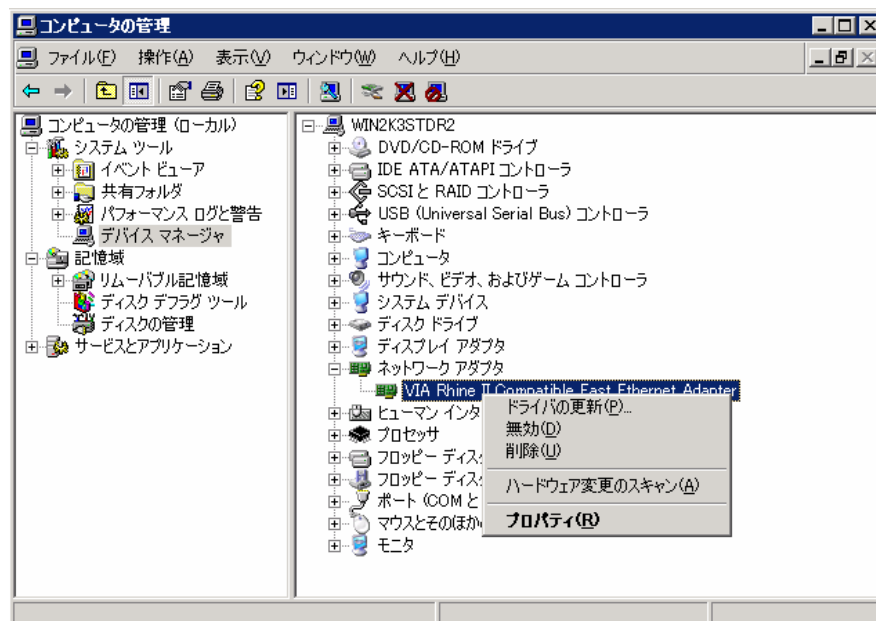 コンピュータの管理
ファイル(F) 操作(A) 表示(V) ウィンドウ(W) ヘルプ(H)
コンピュータの管理 (ローカル)
システム ツール
イベント ビューア
共有フォルダ
パフォーマンス ログと警告
デバイス マネージャ
記憶域
リムーバブル記憶域
ディスク デフラグ ツール
ディスクの管理
サービスとアプリケーション
WIN2K3STDR2
DVD/CD-ROM ドライブ
IDE ATA/ATAPI コントローラ
SCSI と RAID コントローラ
USB (Universal Serial Bus) コントローラ
キーボード
コンピュータ
サウンド、ビデオ、およびゲーム コントローラ
システム デバイス
ディスク ドライブ
ディスプレイ アダプタ
ネットワーク アダプタ
VIA Rhine II Compatible Fast Ethernet Adapter
ヒューマン インタ
プロセッサ
フロッピー ディス
フロッピー ディス
ポート (COM と
マウスとそのほか
モニタ
ドライバの更新(P)...
無効(D)
削除(U)
ハードウェア変更のスキャン(A)
プロパティ(R)